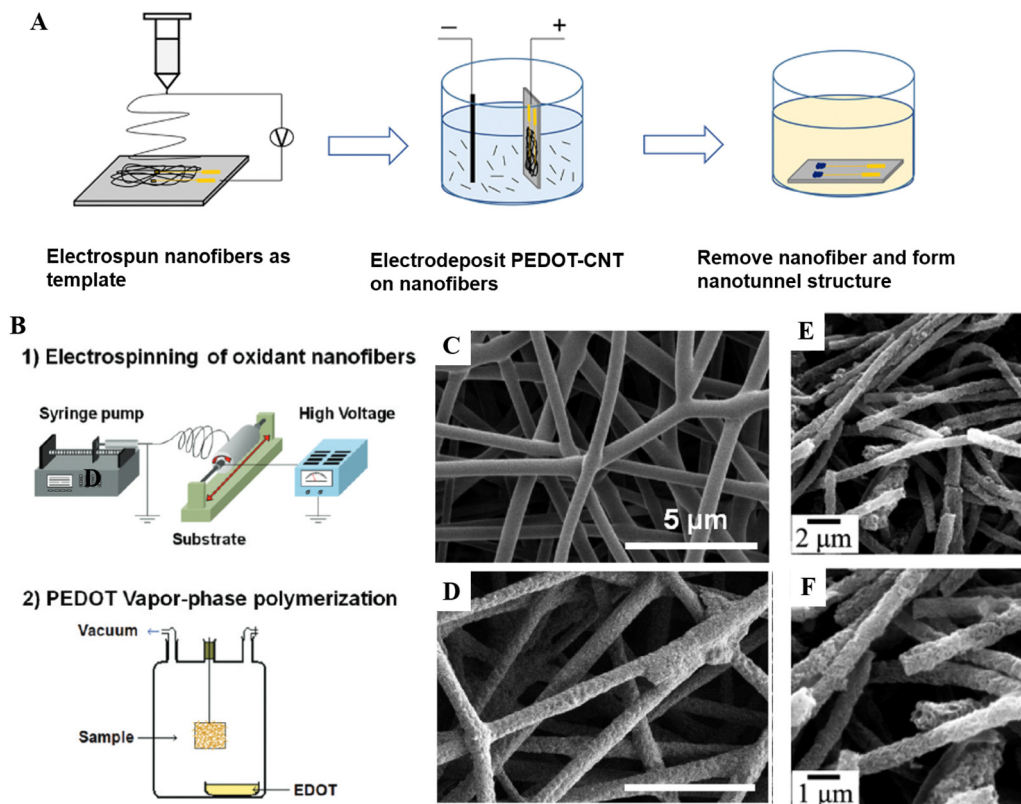 A
−
+
V
Electrospun nanofibers as
template
Electrodeposit PEDOT-CNT
on nanofibers
Remove nanofiber and form
nanotunnel structure
B
1) Electrospinning of oxidant nanofibers
Syringe pump
High Voltage
D
Substrate
2) PEDOT Vapor-phase polymerization
Vacuum
Sample
EDOT
C
5 μm
D
E
2 μm
F
1 μm